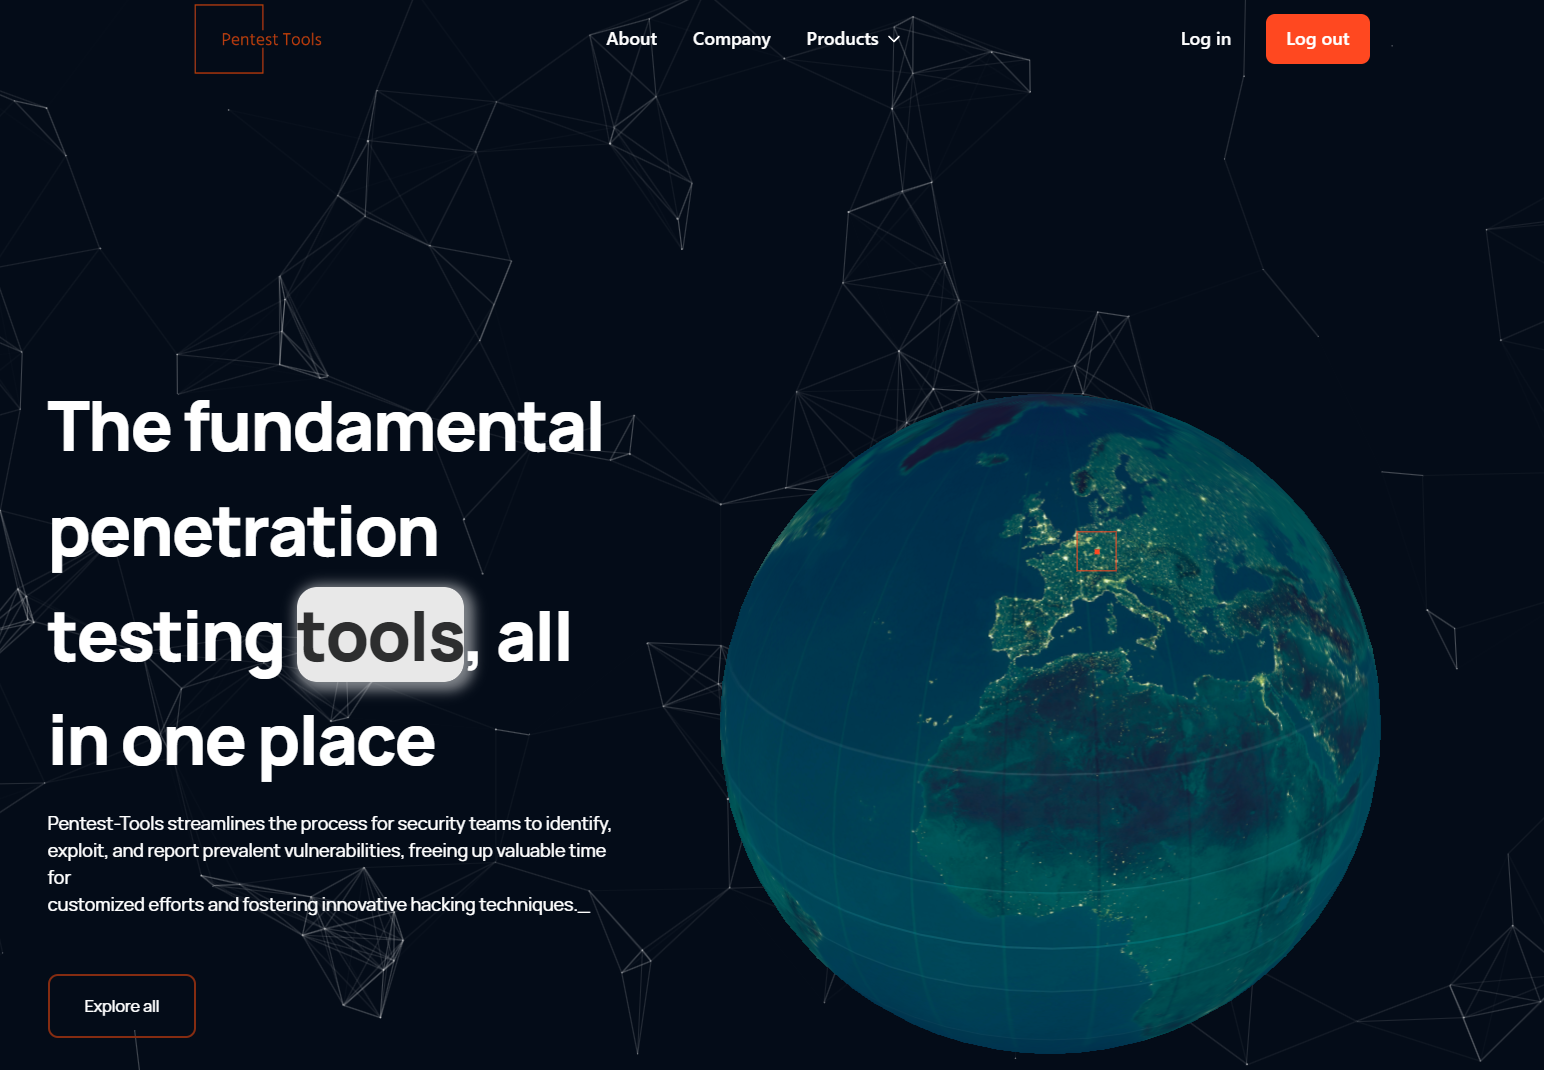 Pentest Tools
About
Company
Products
Log in
Log out
The fundamental
penetration
testing tools, all
in one place
Pentest-Tools streamlines the process for security teams to identify,
exploit, and report prevalent vulnerabilities, freeing up valuable time
for
customized efforts and fostering innovative hacking techniques._
Explore all